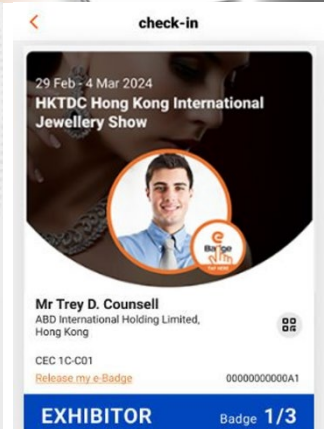 check-in
29 Feb - 4 Mar 2024
HKTDC Hong Kong International
Jewellery Show
e
Badge
Mr Trey D. Counsell
ABD International Holding Limited,
Hong Kong
CEC 1C-C01
Release my e-Badge
00000000000A1
EXHIBITOR
Badge 1/3